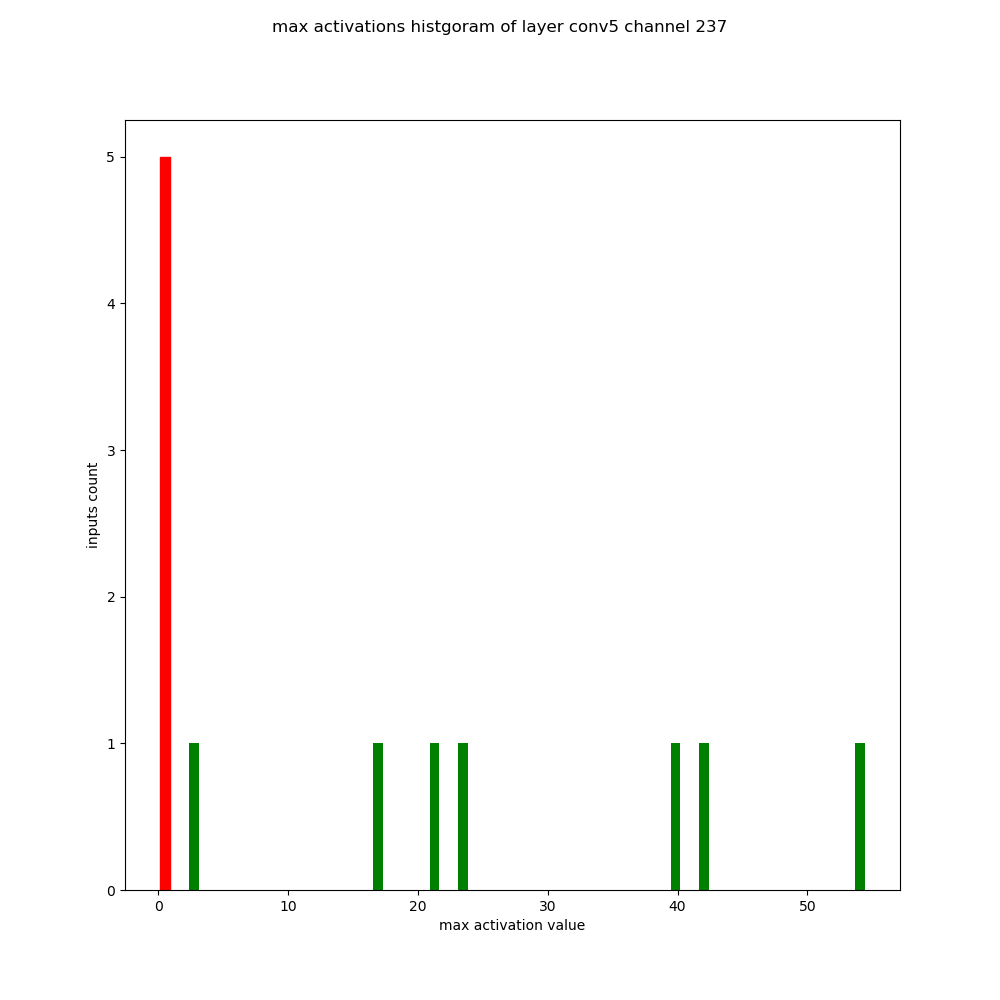 max activations histgoram of layer conv5 channel 237
5
4
3
2
1
0
inputs count
0 10 20 30 40 50
max activation value